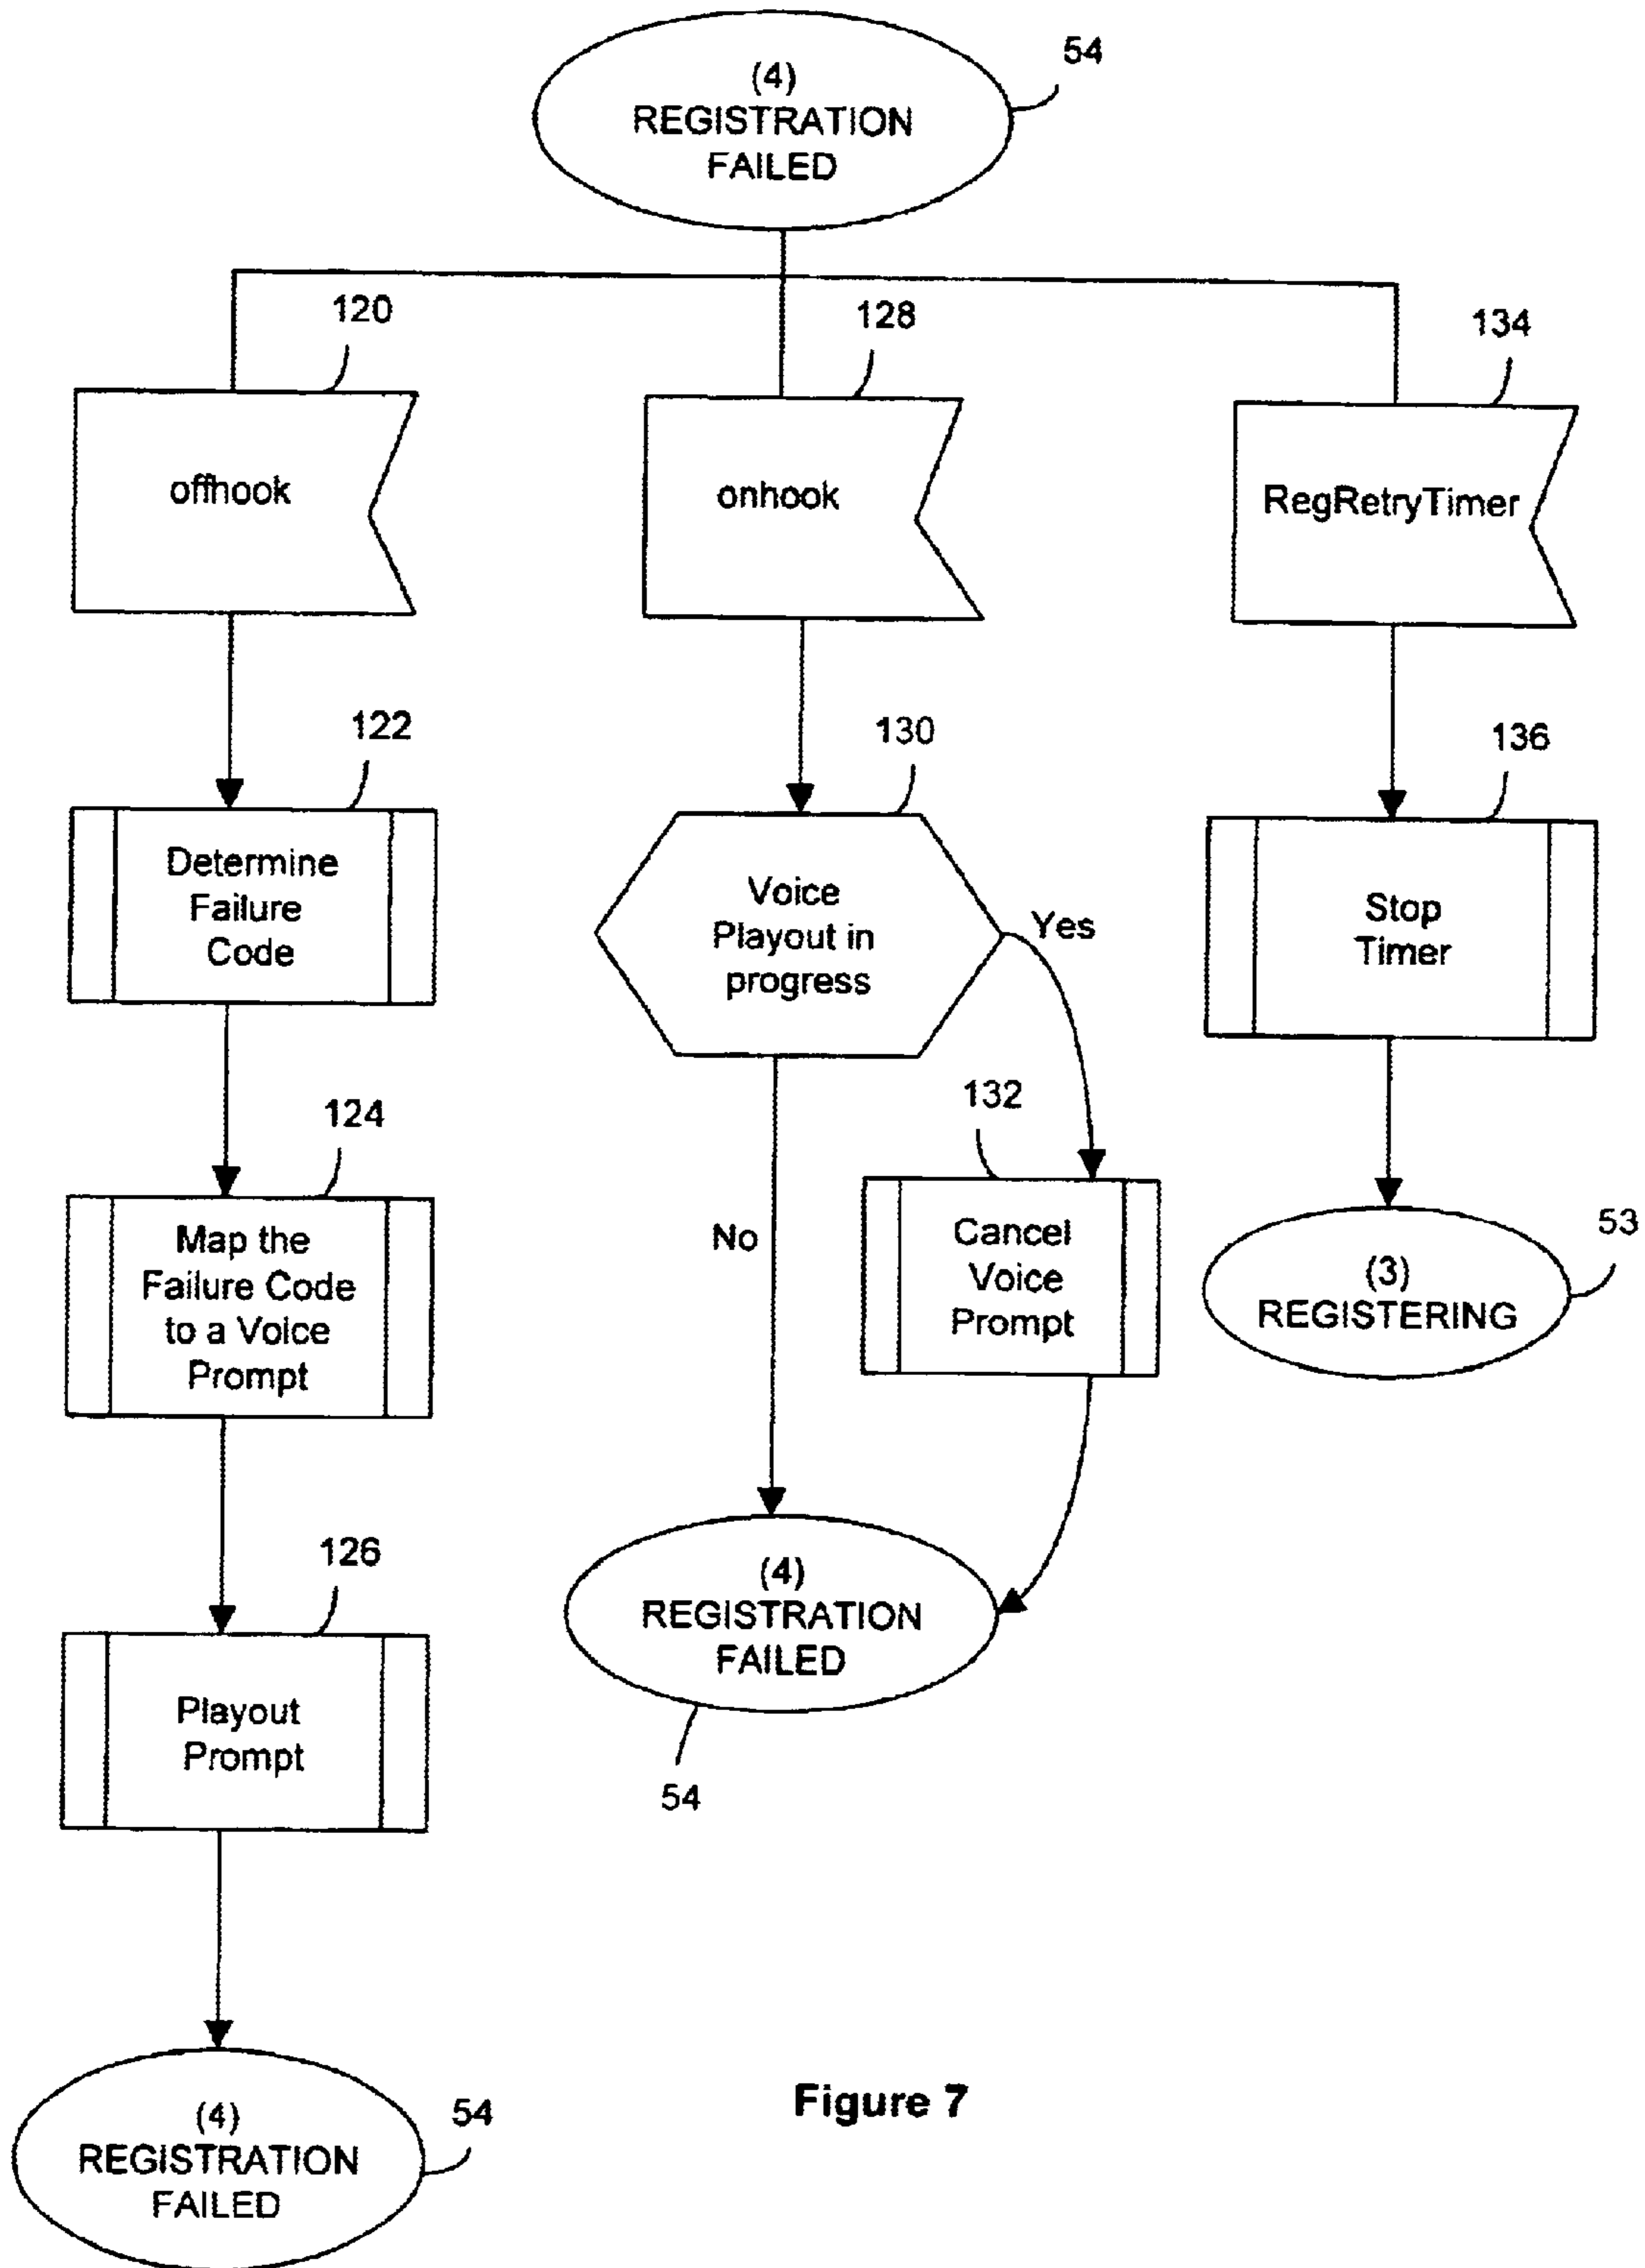 54
(4)
REGISTRATION
FAILED
120
128
134
offhook
onhook
RegRetryTimer
122
130
136
Determine
Failure
Code
Voice
Playout in
progress
Yes
Stop
Timer
124
132
Map the
Failure Code
to a Voice
Prompt
No
Cancel
Voice
Prompt
53
(3)
REGISTERING
126
(4)
REGISTRATION
FAILED
54
Playout
Prompt
Figure 7
54
(4)
REGISTRATION
FAILED